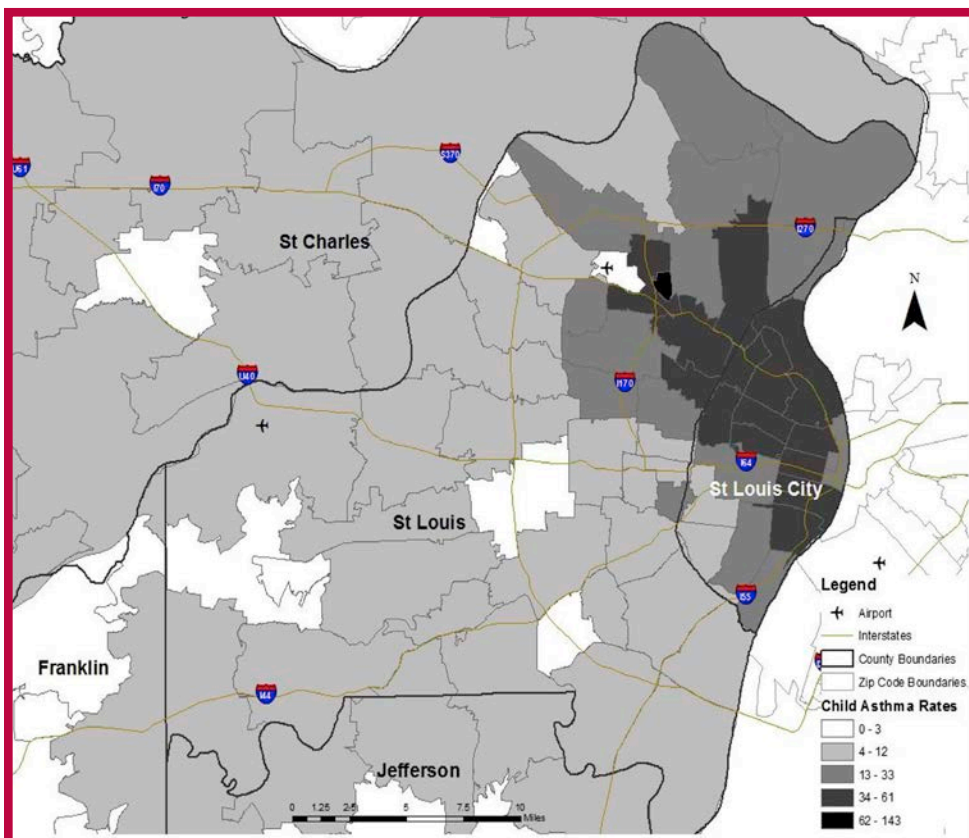 U61
I70
S370
I270
St Charles
N
U40
I170
I64
St Louis City
St Louis
I55
Legend
Airport
Interstates
County Boundaries
Zip Code Boundaries
Child Asthma Rates
0 - 3
4 - 12
13 - 33
34 - 61
62 - 143
Franklin
I44
Jefferson
0 1.25 2.5 5 7.5 10
Miles